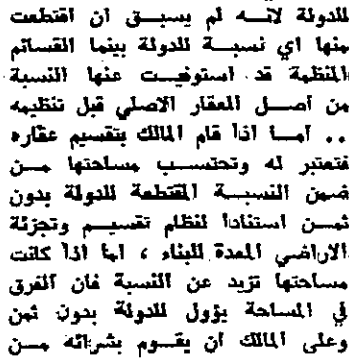 للدولة لانه لم يسبق ان اقتطعت
منها اي نسبة للدولة بينما القسائم
المنظمة قد استوفيت عنها النسبة
من اصل العقار الاصلي قبل تنظيمه
.. اما اذا قام المالك بتقسيم عقاره
فتعتبر له وتحتسب مساحتها من
ضمن النسبة المقتطعة للدولة بدون
ثمن استنادا لنظام تقسيم وتجزئة
الاراضي المعدة للبناء ، اما اذا كانت
مساحتها تزيد عن النسبة فان الفرق
في المساحة يؤول للدولة بدون ثمن
وعلى المالك ان يقوم بشرائه من